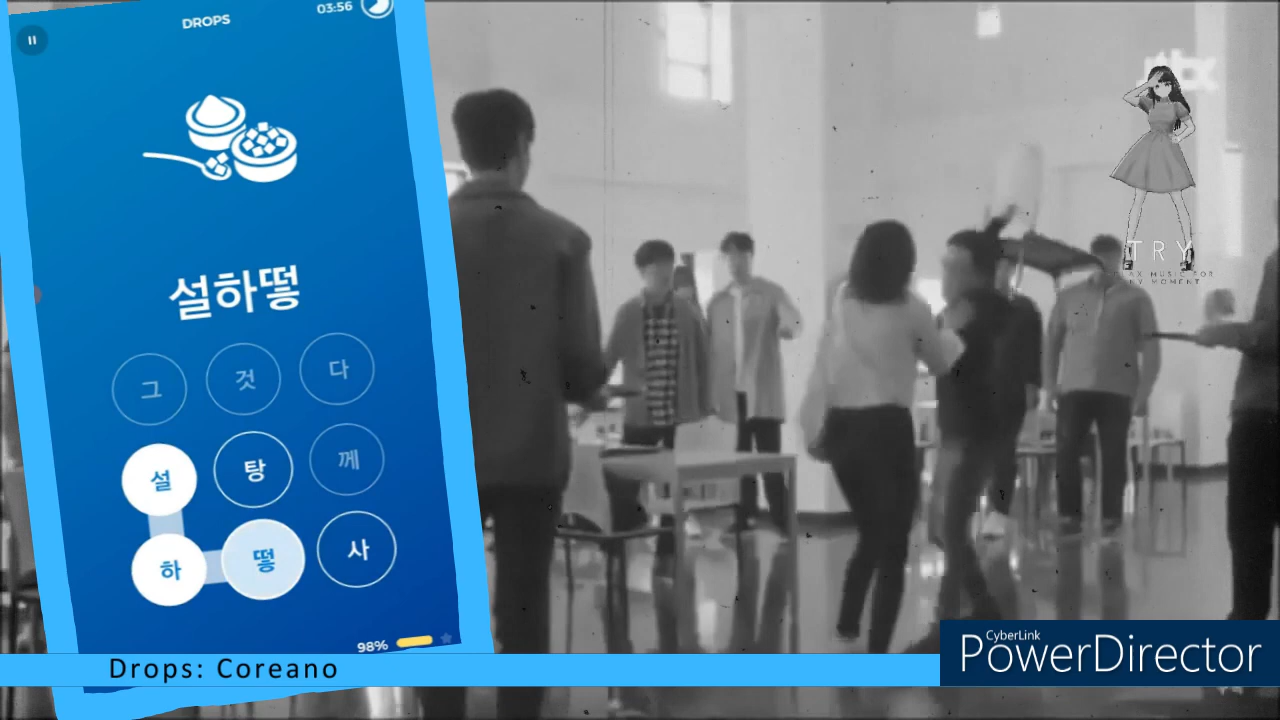 DROPS
03:56
설하떻
그 것 다
설 탕 께
하 떻 사
98%
Drops: Coreano
TRY
CyberLink
PowerDirector